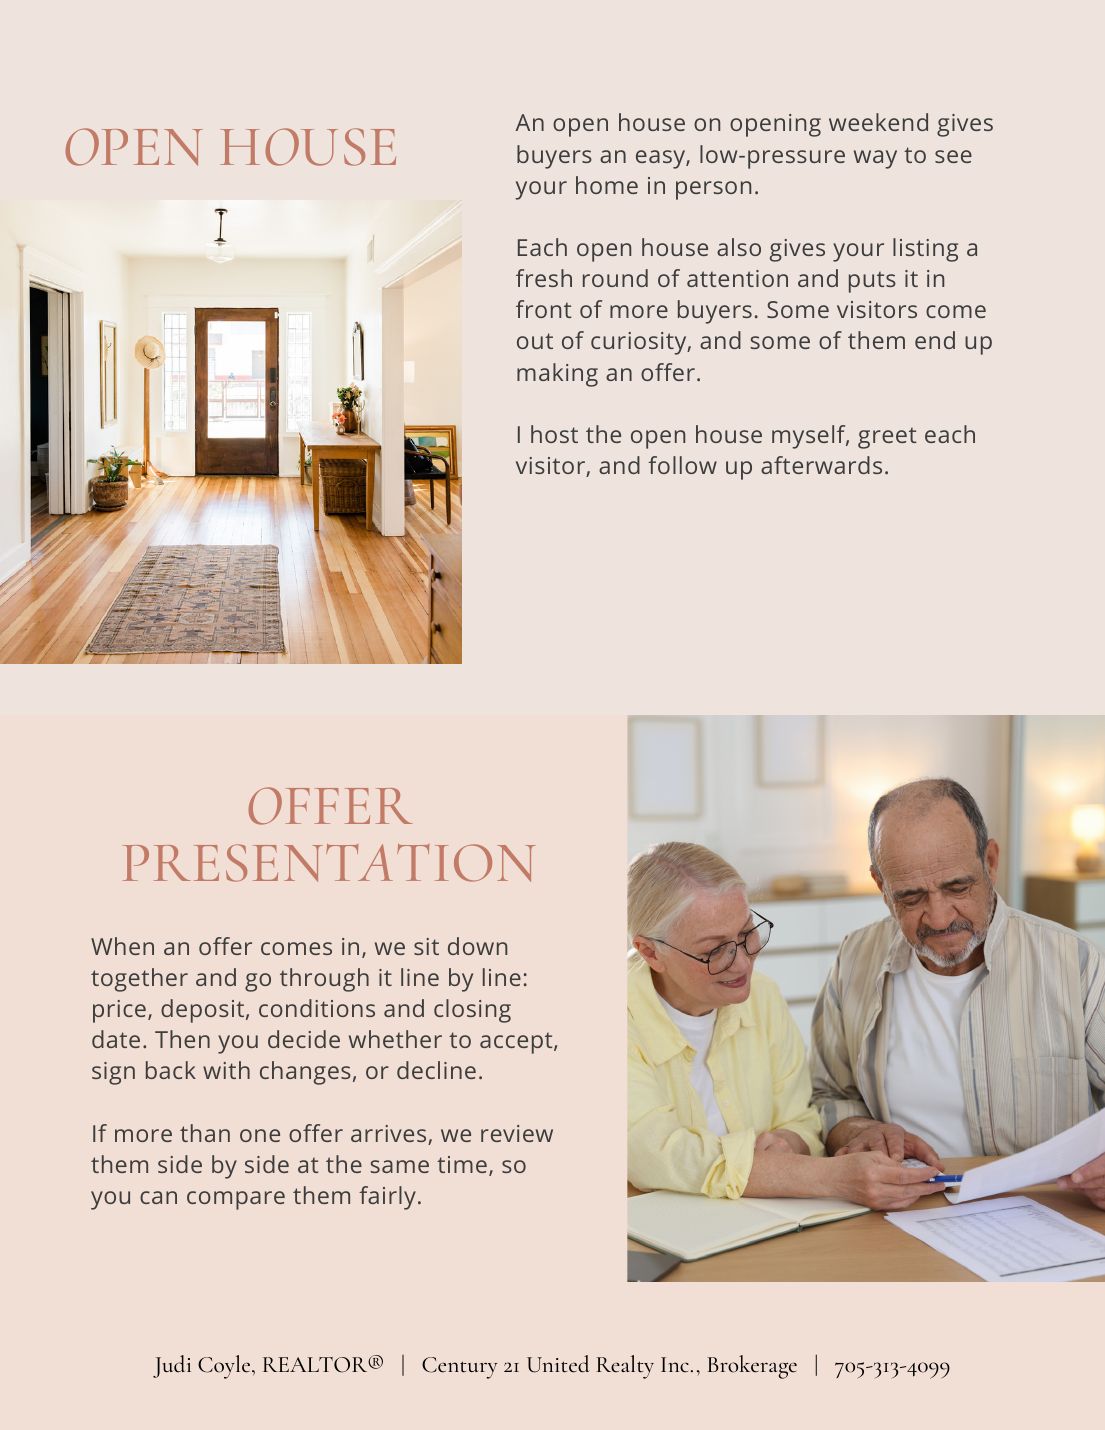 OPEN HOUSE
An open house on opening weekend gives
buyers an easy, low-pressure way to see
your home in person.
Each open house also gives your listing a
fresh round of attention and puts it in
front of more buyers. Some visitors come
out of curiosity, and some of them end up
making an offer.
I host the open house myself, greet each
visitor, and follow up afterwards.
OFFER
PRESENTATION
When an offer comes in, we sit down
together and go through it line by line:
price, deposit, conditions and closing
date. Then you decide whether to accept,
sign back with changes, or decline.
If more than one offer arrives, we review
them side by side at the same time, so
you can compare them fairly.
Judi Coyle, REALTOR® | Century 21 United Realty Inc., Brokerage | 705-313-4099